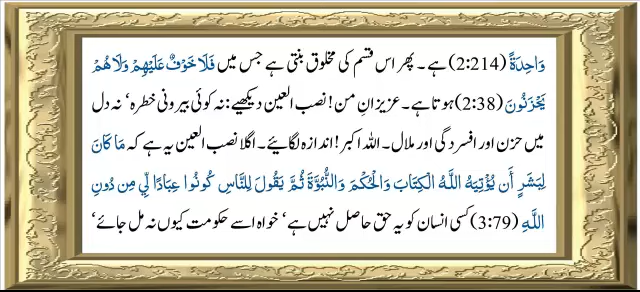 وَاحِدَةً (2:214) ہے ۔ پھر اس قسم کی مخلوق بنتی ہے جس میں فَلَا خَوْفٌ عَلَيْهِمْ وَلَا هُمْ
يَحْزَنُونَ (2:38) ہوتا ہے۔ عزیزانِ من! نصب العین دیکھیے: نہ کوئی بیرونی خطرہ‘ نہ دل
میں حزن اور افسردگی اور ملال۔ اللہ اکبر! اندازہ لگائیے۔ اگلا نصب العین یہ ہے کہ مَا كَانَ
لِبَشَرٍ أَن يُؤْتِيَهُ اللَّهُ الْكِتَابَ وَالْحُكْمَ وَالنُّبُوَّةَ ثُمَّ يَقُولَ لِلنَّاسِ كُونُوا عِبَادًا لِّي مِن دُونِ
اللَّهِ (3:79) کسی انسان کو یہ حق حاصل نہیں ہے‘ خواہ اسے حکومت کیوں نہ مل جائے‘